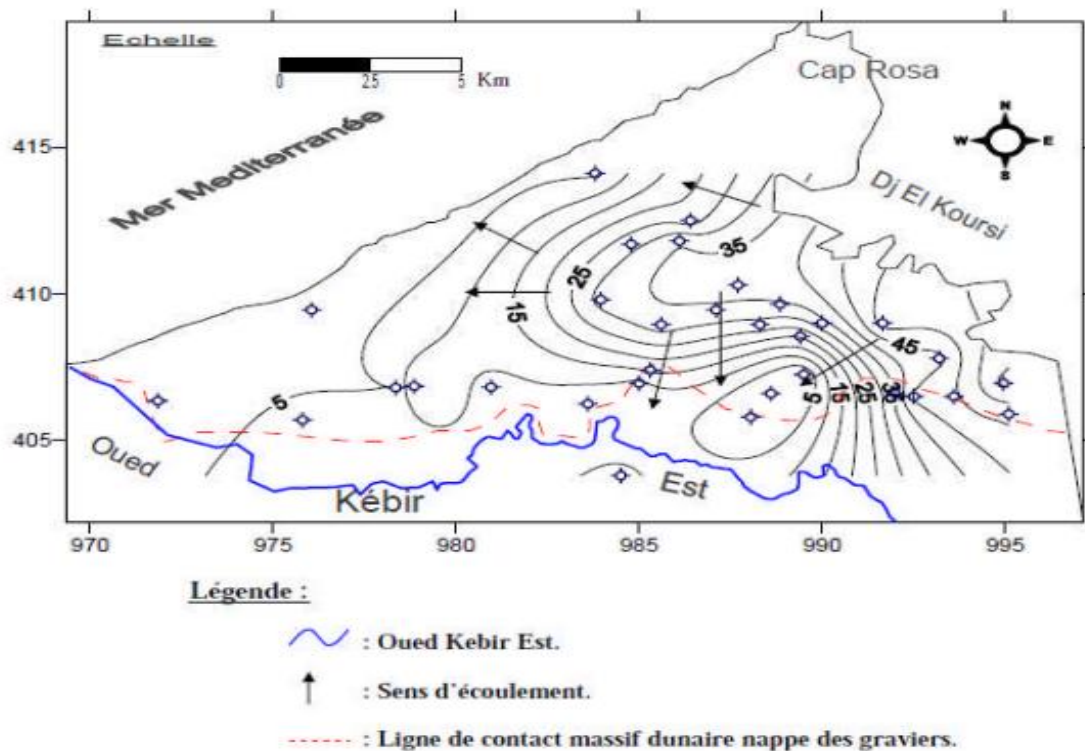 Echelle
0 2.5 5 Km
Cap Rosa
N
W E
S
415
Mer Mediterranée
Dj El Koursi
35
25
410
15
45
5
5 15 25 35
405
Oued
Kébir
Est
970 975 980 985 990 995
Légende :
: Oued Kebir Est.
: Sens d'écoulement.
: Ligne de contact massif dunaire nappe des graviers.